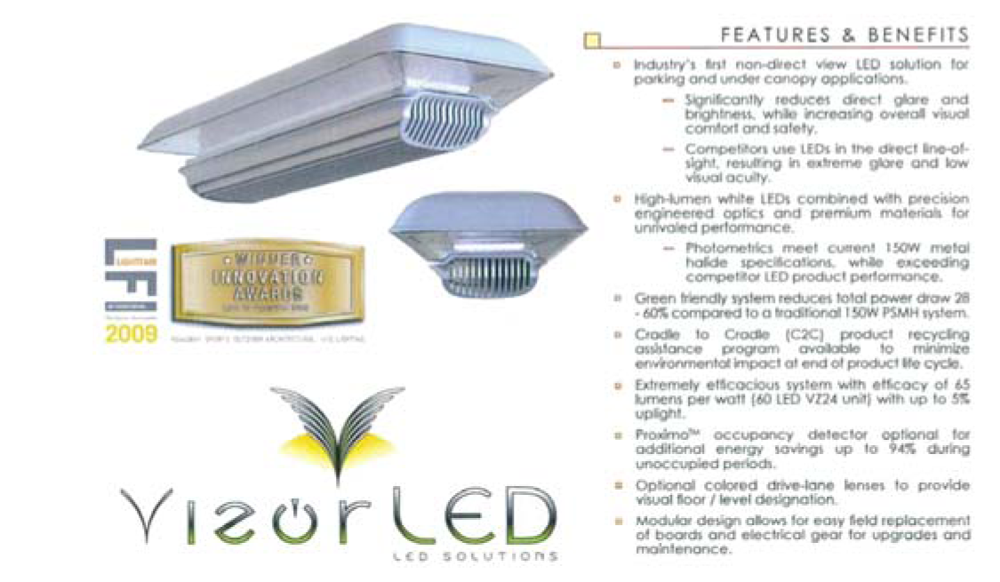 FEATURES & BENEFITS
Industry's first non-direct view LED solution for
parking and under canopy applications.
Significantly reduces direct glare and
brightness, while increasing overall visual
comfort and safety.
Competitors use LEDs in the direct line-of-
sight, resulting in extreme glare and low
visual acuity.
High-lumen white LEDs combined with precision
engineered optics and premium materials for
unrivaled performance.
Photometrics meet current 150W metal
halide specifications, while exceeding
competitor LED product performance.
Green friendly system reduces total power draw 28
- 60% compared to a traditional 150W PSMH system.
Cradle to Cradle (C2C) product recycling
assistance program available to minimize
environmental impact at end of product life cycle.
Extremely efficacious system with efficacy of 65
lumens per watt (60 LED VZ24 unit) with up to 5%
uplight.
Proximo™ occupancy detector optional for
additional energy savings up to 94% during
unoccupied periods.
Optional colored drive-lane lenses to provide
visual floor / level designation.
Modular design allows for easy field replacement
of boards and electrical gear for upgrades and
maintenance.
LFI
LIGHTFAIR
2009
WINNER
INNOVATION
AWARDS
VizorLED
LED SOLUTIONS